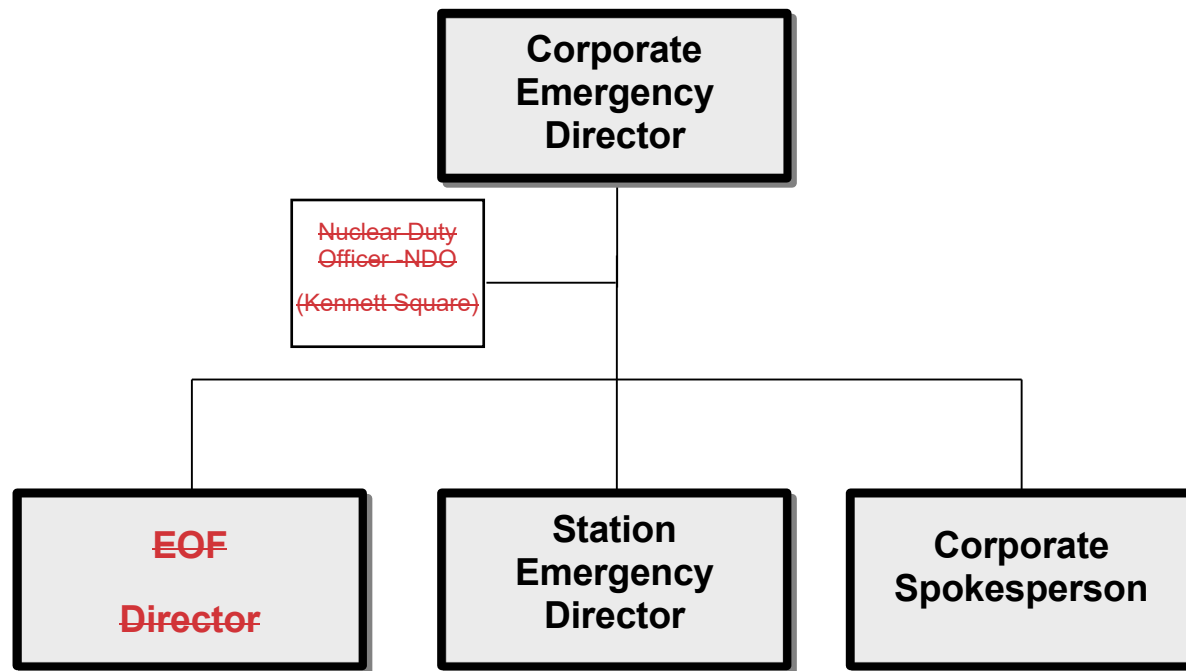 Corporate
Emergency
Director
Nuclear Duty
Officer -NDO
(Kennett Square)
EOF
Director
Station
Emergency
Director
Corporate
Spokesperson